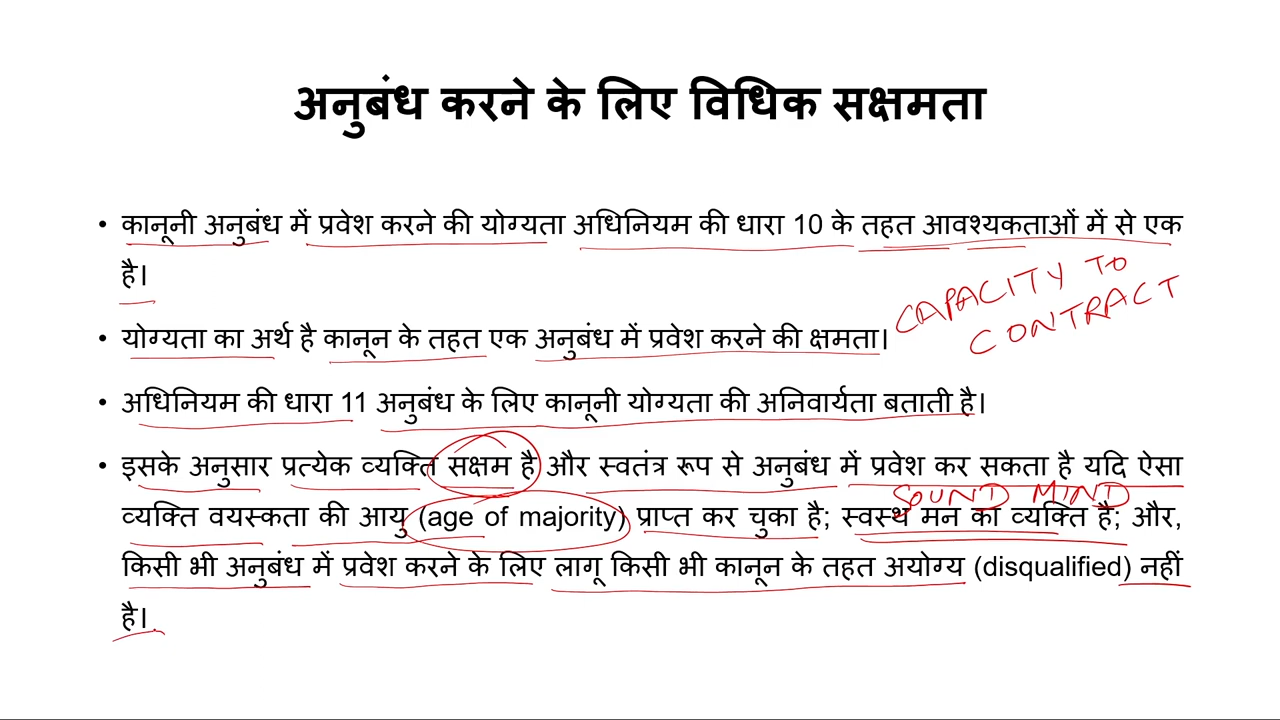 अनुबंध करने के लिए विधिक सक्षमता
• कानूनी अनुबंध में प्रवेश करने की योग्यता अधिनियम की धारा 10 के तहत आवश्यकताओं में से एक
है।
CAPACITY TO
CONTRACT
• योग्यता का अर्थ है कानून के तहत एक अनुबंध में प्रवेश करने की क्षमता।
• अधिनियम की धारा 11 अनुबंध के लिए कानूनी योग्यता की अनिवार्यता बताती है।
• इसके अनुसार प्रत्येक व्यक्ति सक्षम है और स्वतंत्र रूप से अनुबंध में प्रवेश कर सकता है यदि ऐसा
SOUND MIND
व्यक्ति वयस्कता की आयु (age of majority) प्राप्त कर चुका है; स्वस्थ मन का व्यक्ति है; और,
किसी भी अनुबंध में प्रवेश करने के लिए लागू किसी भी कानून के तहत अयोग्य (disqualified) नहीं
है।